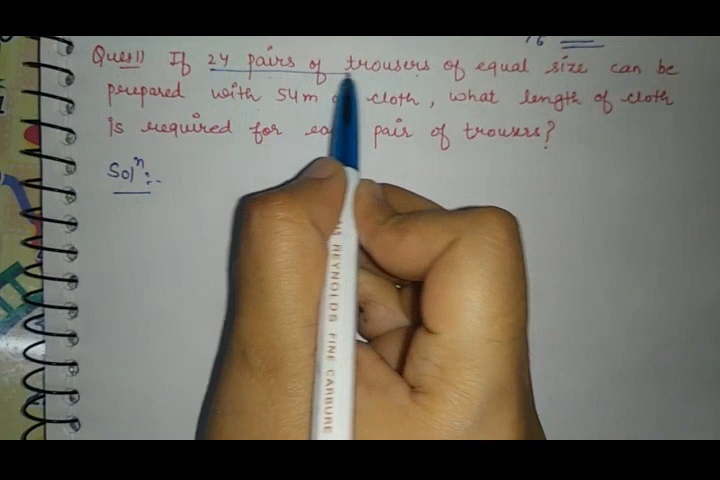 16
Ques11 If 24 pairs of trousers of equal size can be
prepared with 54m cloth, what length of cloth
is required for pair of trousers?
Solⁿ:-
REYNOLDS FINE CARBURE